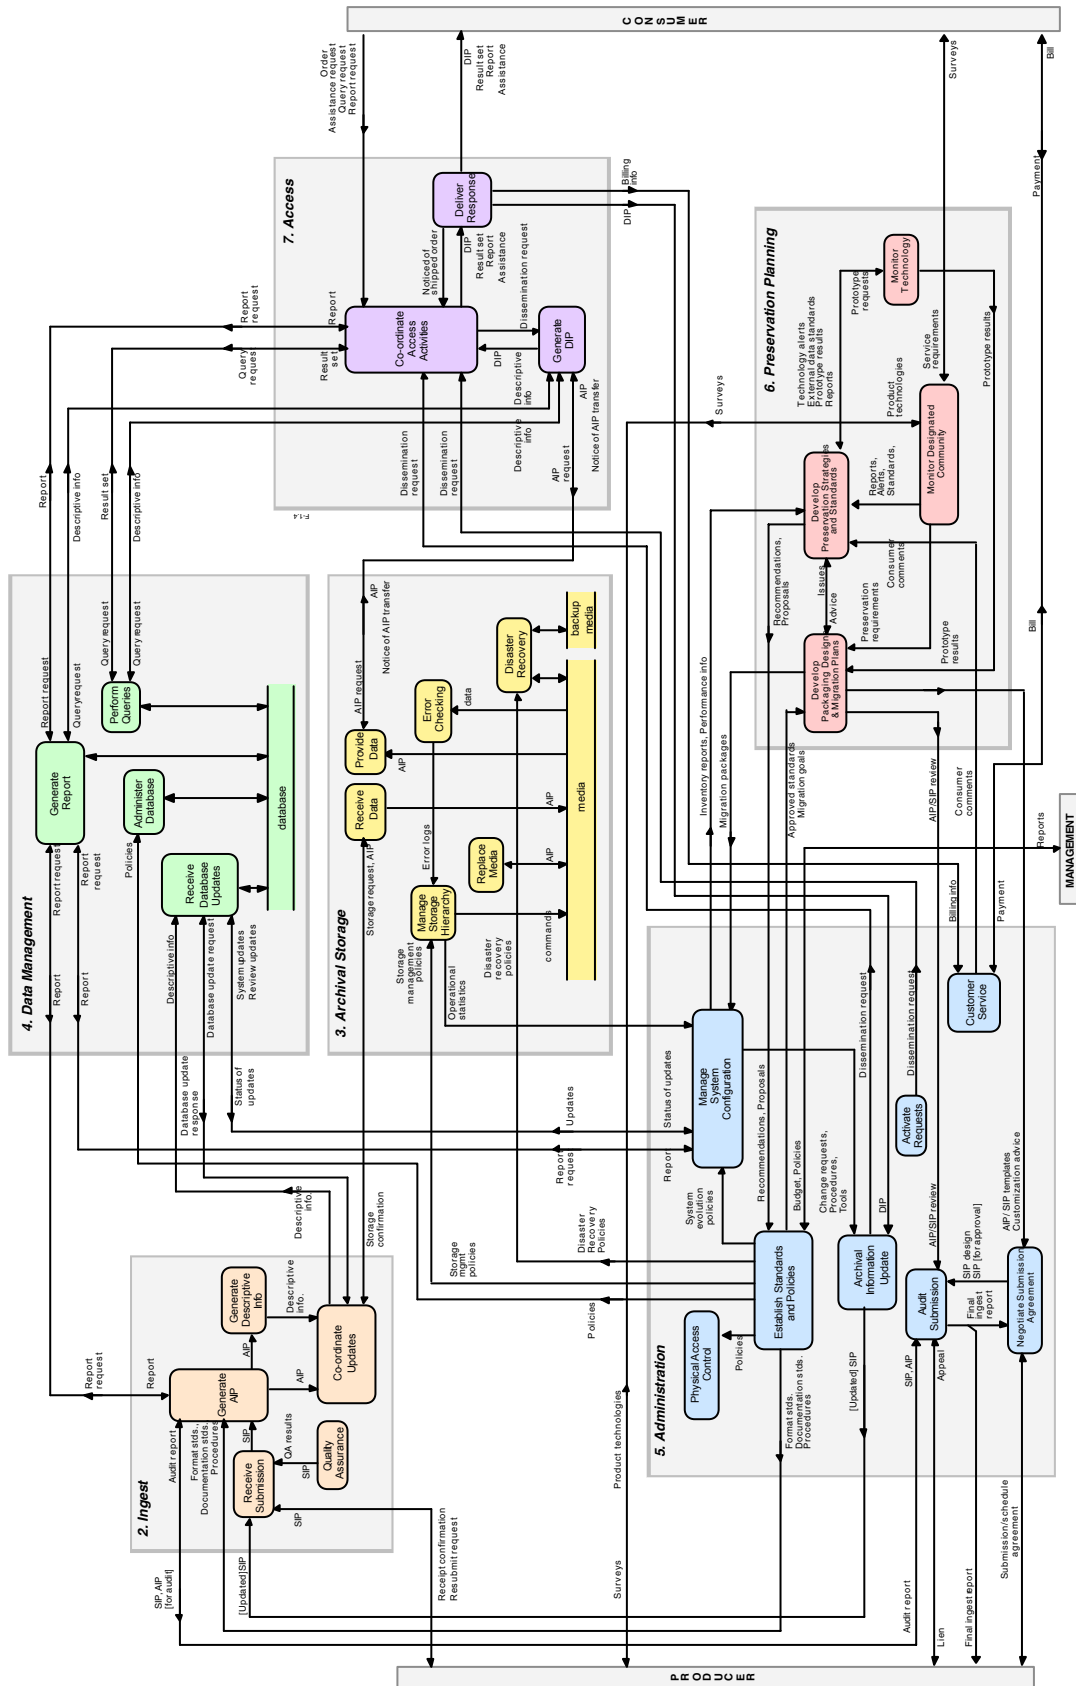 CONSUMER
Order
Assistance request
Query request
Report request
DIP
Result set
Report
Assistance
Surveys
Bill
Payment
7. Access
Co-ordinate
Access
Activities
Deliver
Response
Generate
DIP
Noticed of
shipped order
DIP
Result set
Report
Assistance
Dissemination request
DIP
Descriptive
info
Descriptive
info
Report
Result
set
Report
request
Query
request
Billing
info
DIP
AIP
Notice of AIP transfer
AIP
request
Dissemination
request
Dissemination
request
F-1.4
Report
Descriptive info
Result set
Descriptive info
4. Data Management
Generate
Report
Perform
Queries
Administer
Database
Receive
Database
Updates
database
Report request
Query request
Query request
Query request
Report request
Report
request
Policies
Report
Report
Descriptive info
Database update request
System updates
Review updates
Database update
response
Status of
updates
3. Archival Storage
Provide
Data
Receive
Data
Error
Checking
Disaster
Recovery
Replace
Media
Manage
Storage
Hierarchy
media
backup
media
AIP request
AIP
Notice of AIP transfer
AIP
AIP
AIP
data
Error logs
commands
Storage request, AIP
Storage
management
policies
Operational
statistics
Disaster
recovery
policies
2. Ingest
Receive
Submission
Quality
Assurance
Generate
AIP
Generate
Descriptive
Info
Co-ordinate
Updates
Report
request
Report
Audit report
Format stds.,
Documentation stds.
Procedures
SIP
SIP
QA results
SIP
AIP
AIP
Descriptive
info.
Descriptive
info.
Storage
confirmation
SIP, AIP
[for audit]
[Updated]SIP
Receipt confirmation
Resubmit request
6. Preservation Planning
Monitor
Technology
Monitor Designated
Community
Develop
Preservation Strategies
and Standards
Develop
Packaging Designs
& Migration Plans
Prototype
requests
Technology alerts
External data standards
Prototype results
Reports
Product
technologies
Service
requirements
Prototype results
Surveys
Reports,
Alerts,
Standards,
Consumer
comments
Issues
Advice
Preservation
requirements
Prototype
results
Recommendations,
Proposals
Inventory reports, Performance info
Migration packages
Approved standards
Migration goals
AIP/SIP review
Consumer
comments
Bill
Reports
MANAGEMENT
5. Administration
Manage
System
Configuration
Establish Standards
and Policies
Physical Access
Control
Archival
Information
Update
Activate
Requests
Customer
Service
Audit
Submission
Negotiate Submission
Agreement
Status of updates
Report
Updates
Report
request
System
evolution
policies
Recommendations, Proposals
Budget, Policies
Change requests,
Procedures,
Tools
DIP
Dissemination request
Dissemination request
Billing info
Payment
AIP/SIP review
AIP/ SIP templates
Customization advice
SIP design
SIP [for approval]
Final
ingest
report
Policies
Policies
Storage
mgmt
policies
Disaster
Recovery
Policies
Format stds.
Documentation stds.
Procedures
[Updated] SIP
SIP, AIP
Appeal
Product technologies
Surveys
Audit report
Lien
Final ingest report
Submission/schedule
agreement
PRODUCER